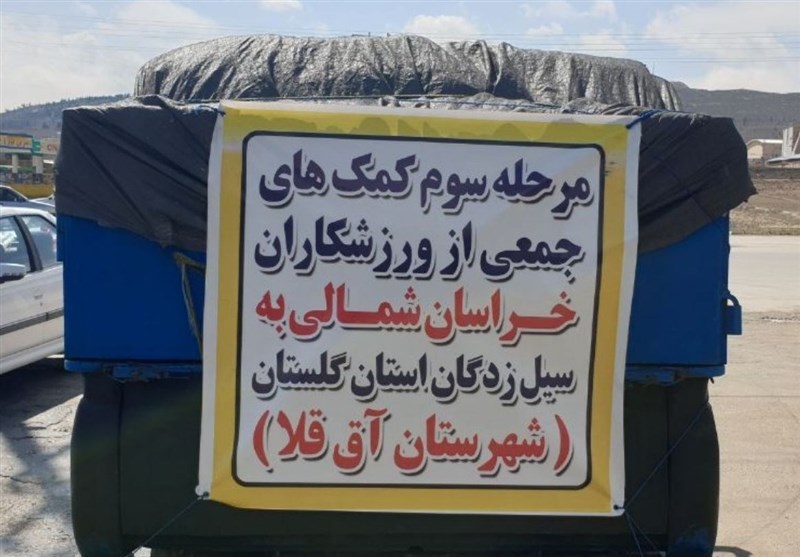 مرحله سوم کمک های
جمعی از ورزشکاران
خراسان شمالی به
سیل زدگان استان گلستان
(شهرستان آق قلا)